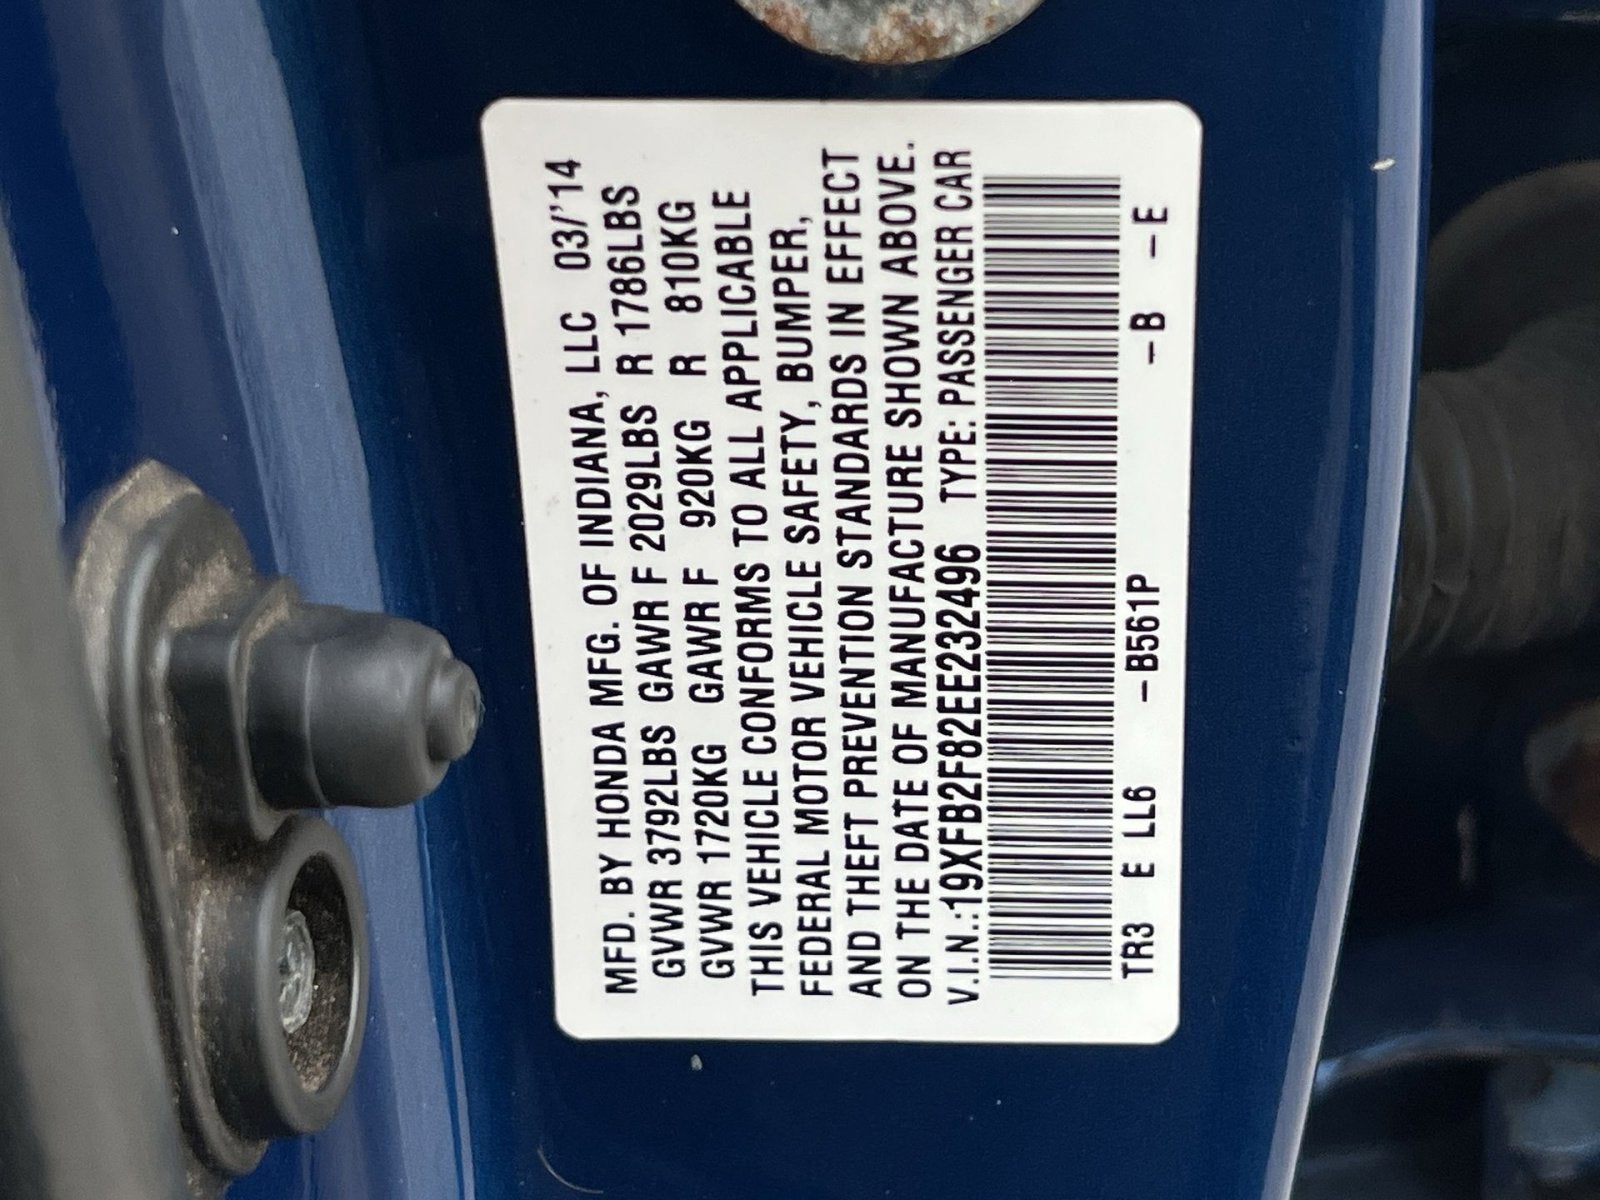 MFD. BY HONDA MFG. OF INDIANA, LLC 03/'14
GVWR 3792LBS GAWR F 2029LBS R 1786LBS
GVWR 1720KG GAWR F 920KG R 810KG
THIS VEHICLE CONFORMS TO ALL APPLICABLE
FEDERAL MOTOR VEHICLE SAFETY, BUMPER,
AND THEFT PREVENTION STANDARDS IN EFFECT
ON THE DATE OF MANUFACTURE SHOWN ABOVE.
V.I.N.:19XFB2F82EE232496 TYPE: PASSENGER CAR
TR3 E LL6 -B561P -B -E